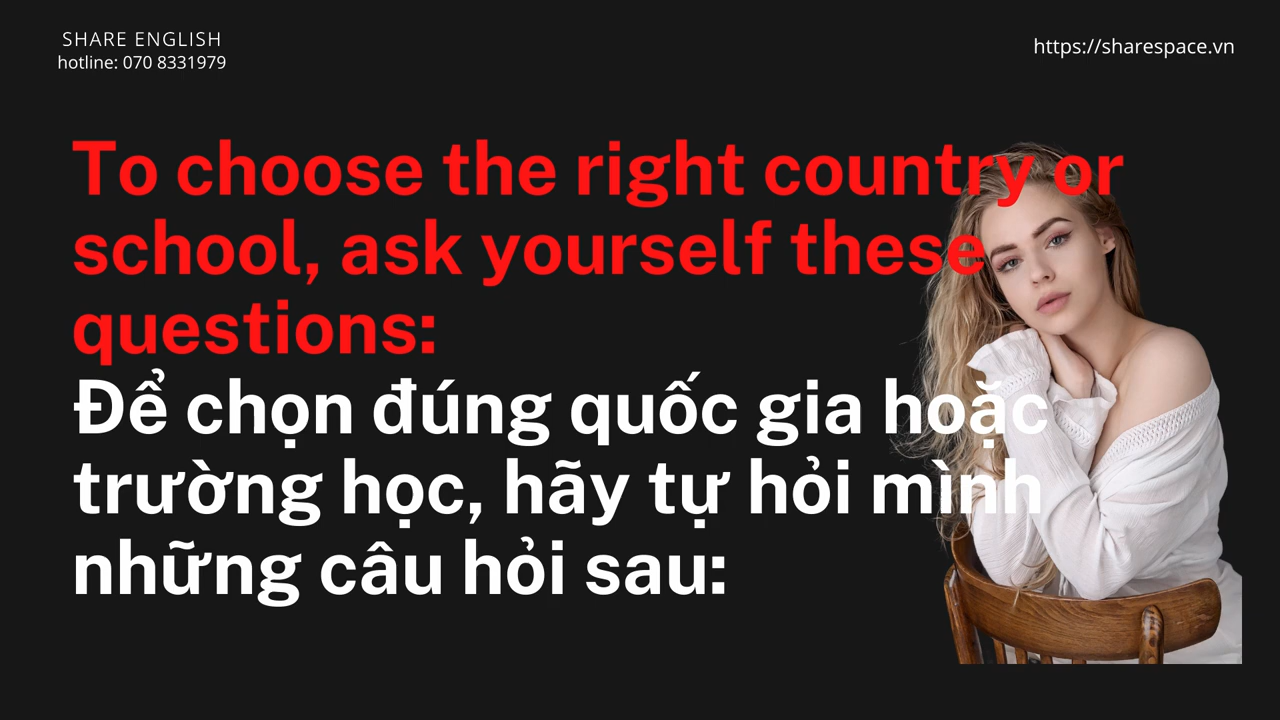 SHARE ENGLISH
hotline: 070 8331979
https://sharespace.vn
To choose the right country or
school, ask yourself these
questions:
Để chọn đúng quốc gia hoặc
trường học, hãy tự hỏi mình
những câu hỏi sau: